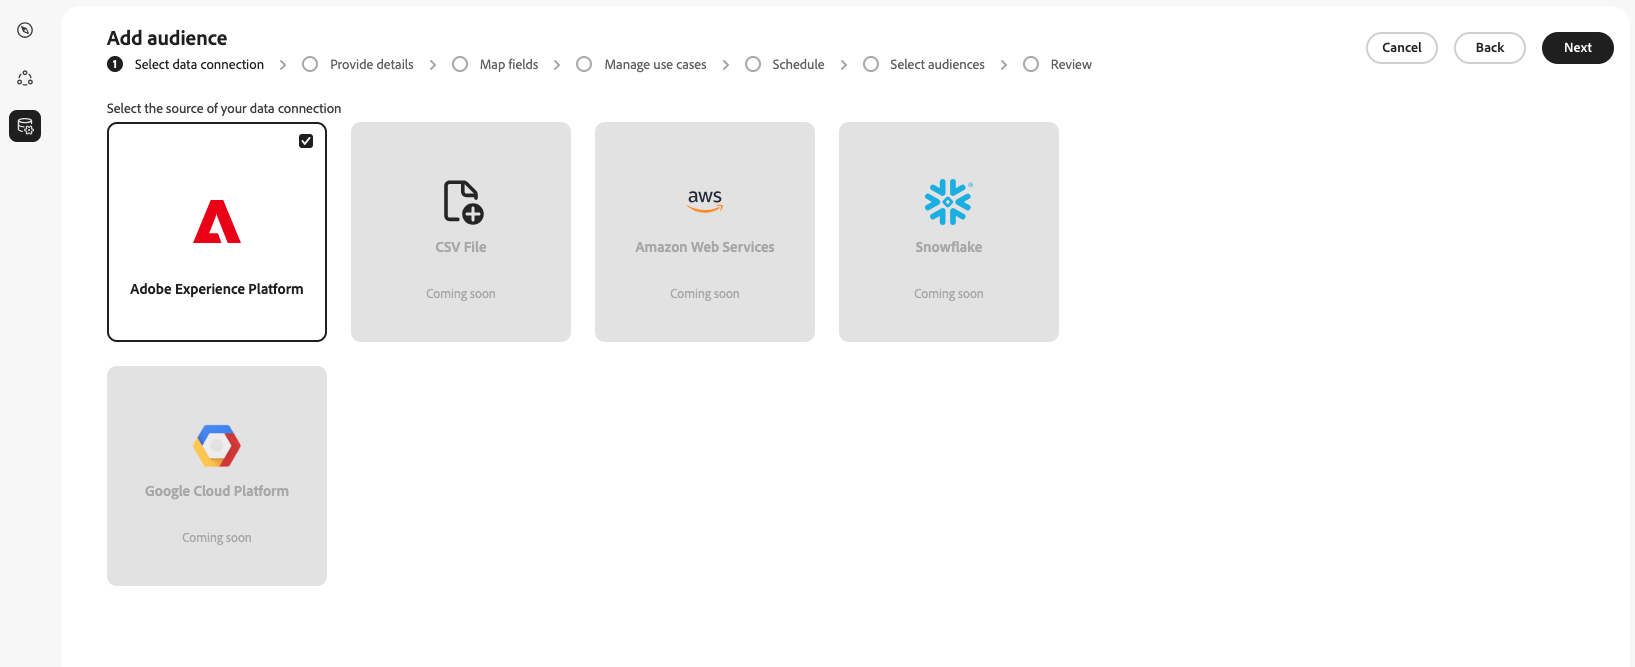 Add audience
1 Select data connection Provide details Map fields Manage use cases Schedule Select audiences Review
Cancel Back Next
Select the source of your data connection
Adobe Experience Platform
CSV File
Coming soon
aws
Amazon Web Services
Coming soon
Snowflake
Coming soon
Google Cloud Platform
Coming soon